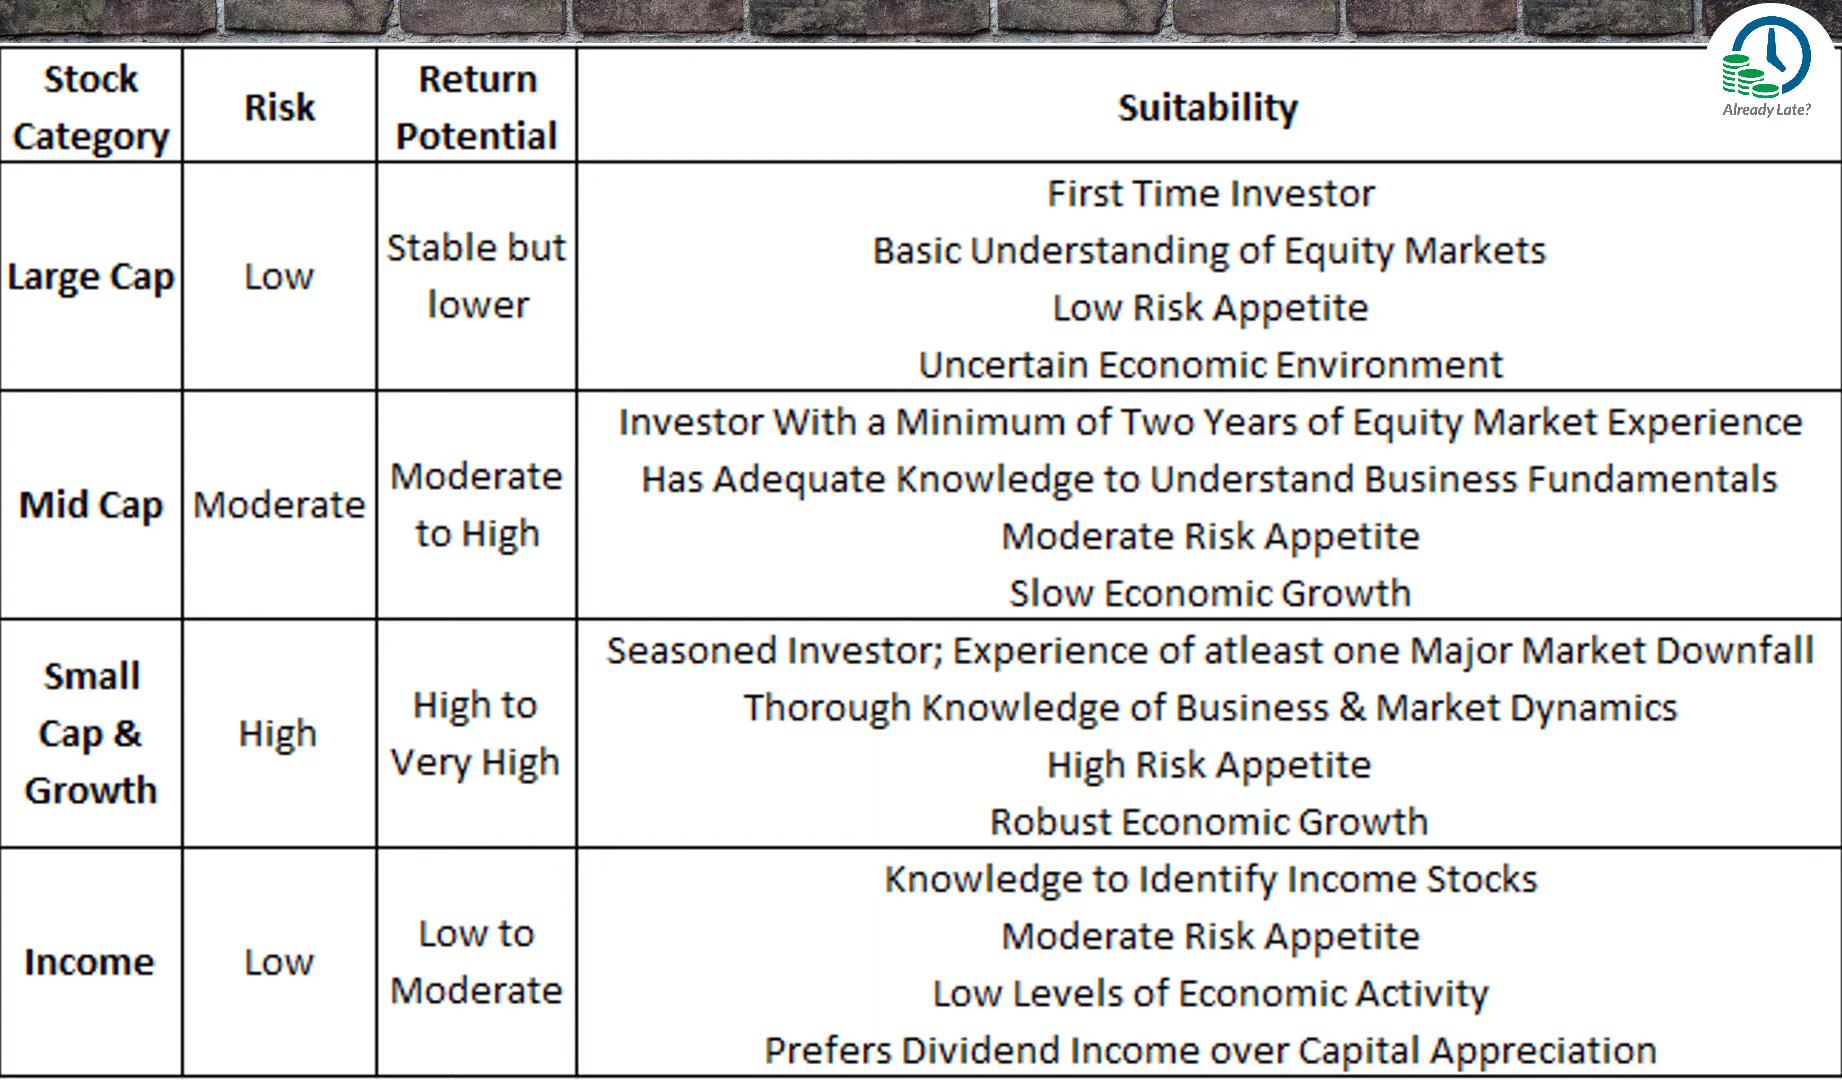 Stock Category
Risk
Return Potential
Suitability
Already Late?
Large Cap
Low
Stable but lower
First Time Investor
Basic Understanding of Equity Markets
Low Risk Appetite
Uncertain Economic Environment
Mid Cap
Moderate
Moderate to High
Investor With a Minimum of Two Years of Equity Market Experience
Has Adequate Knowledge to Understand Business Fundamentals
Moderate Risk Appetite
Slow Economic Growth
Small Cap & Growth
High
High to Very High
Seasoned Investor; Experience of atleast one Major Market Downfall
Thorough Knowledge of Business & Market Dynamics
High Risk Appetite
Robust Economic Growth
Income
Low
Low to Moderate
Knowledge to Identify Income Stocks
Moderate Risk Appetite
Low Levels of Economic Activity
Prefers Dividend Income over Capital Appreciation